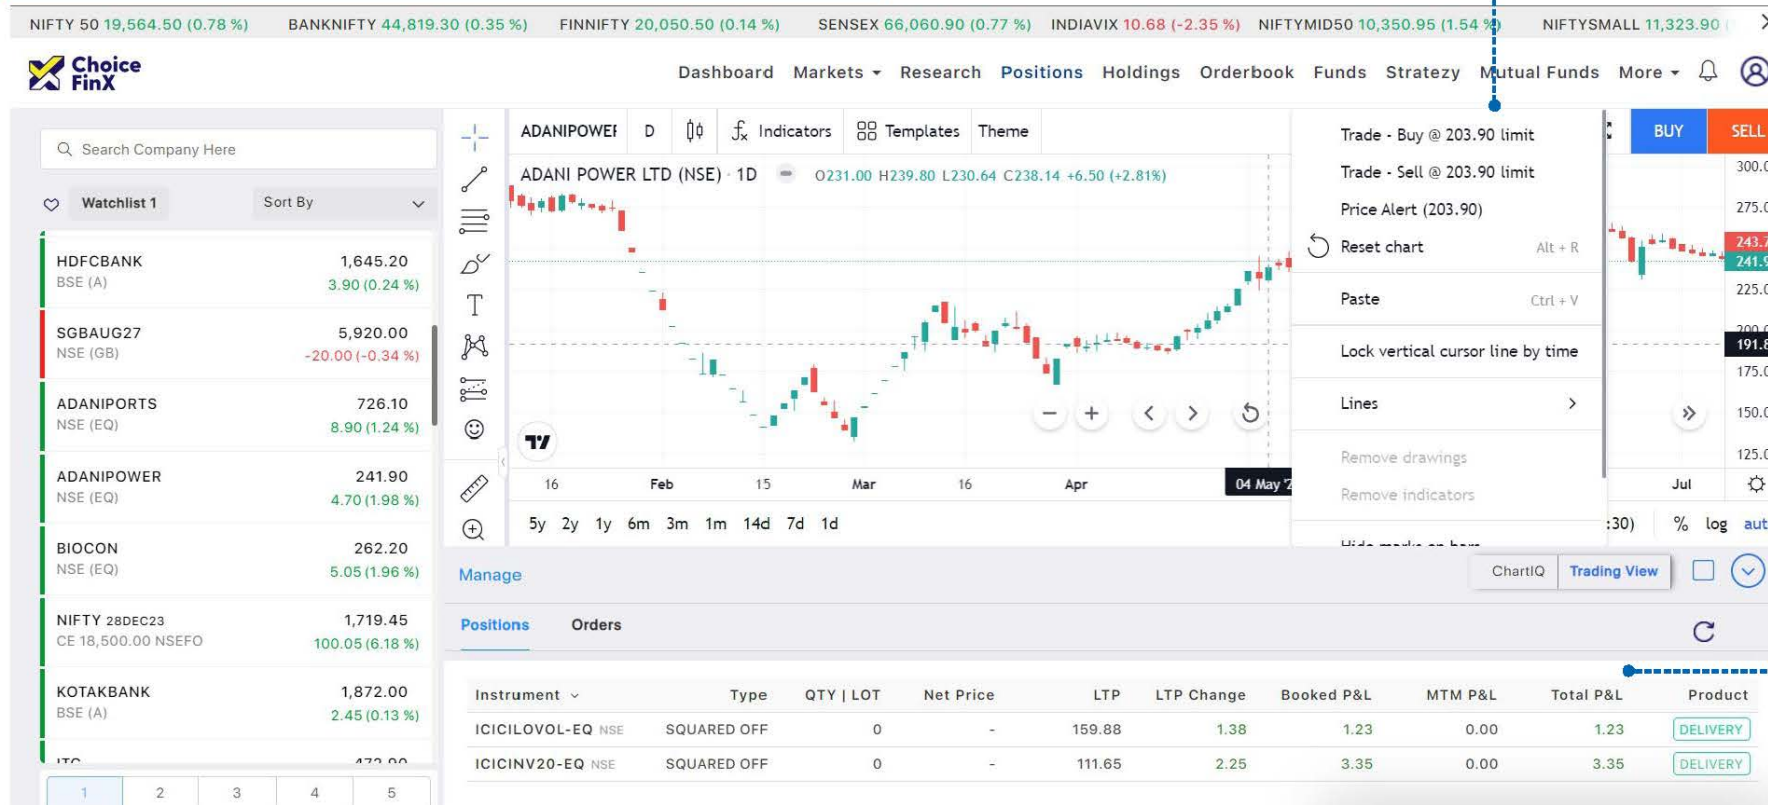 NIFTY 50 19,564.50 (0.78 %) BANKNIFTY 44,819.30 (0.35 %) FINNIFTY 20,050.50 (0.14 %) SENSEX 66,060.90 (0.77 %) INDIAVIX 10.68 (-2.35 %) NIFTYMID50 10,350.95 (1.54 %) NIFTYSMALL 11,323.90
Choice
FinX
Dashboard Markets Research Positions Holdings Orderbook Funds Stratezy Mutual Funds More
Search Company Here
Watchlist 1 Sort By
HDFCBANK 1,645.20
BSE (A) 3.90 (0.24 %)
SGBAUG27 5,920.00
NSE (GB) -20.00 (-0.34 %)
ADANIPORTS 726.10
NSE (EQ) 8.90 (1.24 %)
ADANIPOWER 241.90
NSE (EQ) 4.70 (1.98 %)
BIOCON 262.20
NSE (EQ) 5.05 (1.96 %)
NIFTY 28DEC23 1,719.45
CE 18,500.00 NSEFO 100.05 (6.18 %)
KOTAKBANK 1,872.00
BSE (A) 2.45 (0.13 %)
1 2 3 4 5
ADANIPOWER D fx Indicators Templates Theme
BUY SELL
ADANI POWER LTD (NSE) · 1D O231.00 H239.80 L230.64 C238.14 +6.50 (+2.81%)
Trade - Buy @ 203.90 limit
Trade - Sell @ 203.90 limit
Price Alert (203.90)
Reset chart Alt + R
Paste Ctrl + V
Lock vertical cursor line by time
Lines
Remove drawings
Remove indicators
Hide marks on bars
300.0
275.0
243.7
241.9
225.0
200.0
191.8
175.0
150.0
125.0
16 Feb 15 Mar 16 Apr 04 May '2 Jul
5y 2y 1y 6m 3m 1m 14d 7d 1d :30) % log aut
Manage ChartIQ Trading View
Positions Orders
Instrument Type QTY | LOT Net Price LTP LTP Change Booked P&L MTM P&L Total P&L Product
ICICILOVOL-EQ NSE SQUARED OFF 0 - 159.88 1.38 1.23 0.00 1.23 DELIVERY
ICICINV20-EQ NSE SQUARED OFF 0 - 111.65 2.25 3.35 0.00 3.35 DELIVERY